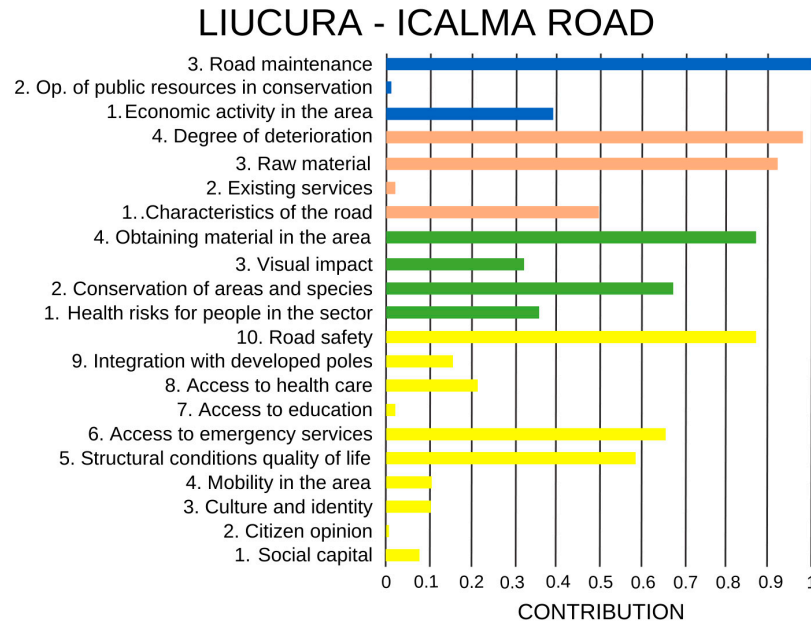 LIUCURA - ICALMA ROAD
3. Road maintenance
2. Op. of public resources in conservation
1.Economic activity in the area
4. Degree of deterioration
3. Raw material
2. Existing services
1..Characteristics of the road
4. Obtaining material in the area
3. Visual impact
2. Conservation of areas and species
1. Health risks for people in the sector
10. Road safety
9. Integration with developed poles
8. Access to health care
7. Access to education
6. Access to emergency services
5. Structural conditions quality of life
4. Mobility in the area
3. Culture and identity
2. Citizen opinion
1. Social capital
0 0.1 0.2 0.3 0.4 0.5 0.6 0.7 0.8 0.9 1
CONTRIBUTION